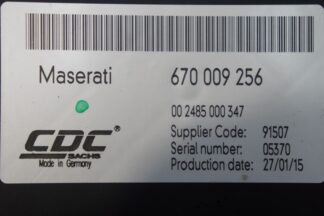 Maserati 670 009 256
00 2485 000 347
Supplier Code: 91507
CDC® Serial number: 05370
SACHS
Made in Germany Production date: 27/01/15